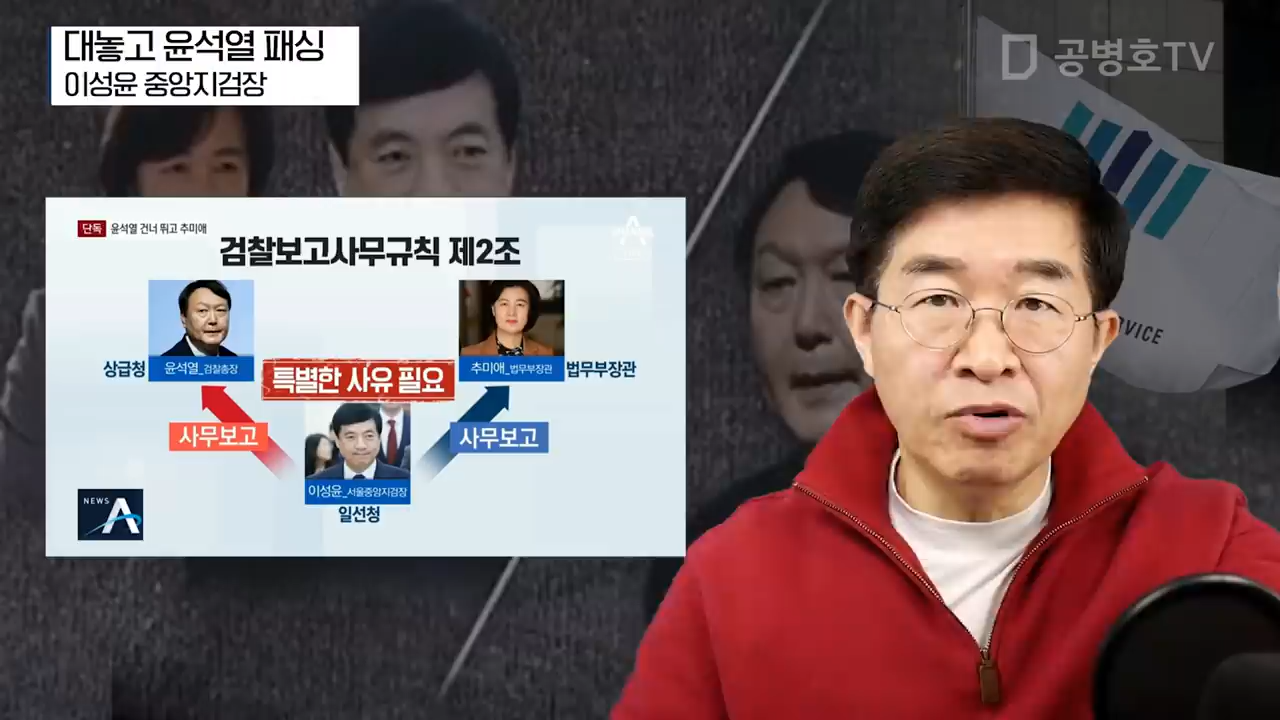 대놓고 윤석열 패싱
이성윤 중앙지검장
공병호TV
단독 윤석열 건너 뛰고 추미애
검찰보고사무규칙 제2조
상급청
윤석열_검찰총장
특별한 사유 필요
추미애_법무부장관
법무부장관
사무보고
사무보고
이성윤_서울중앙지검장
일선청
NEWS A